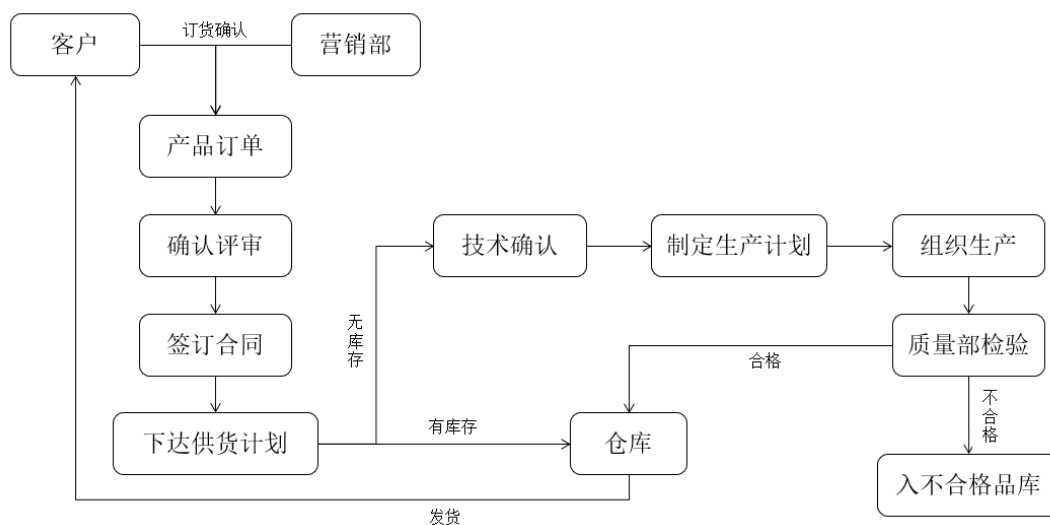 客户
订货确认
营销部
产品订单
确认评审
技术确认
制定生产计划
组织生产
签订合同
无库存
合格
质量部检验
不合格
下达供货计划
有库存
仓库
入不合格品库
发货